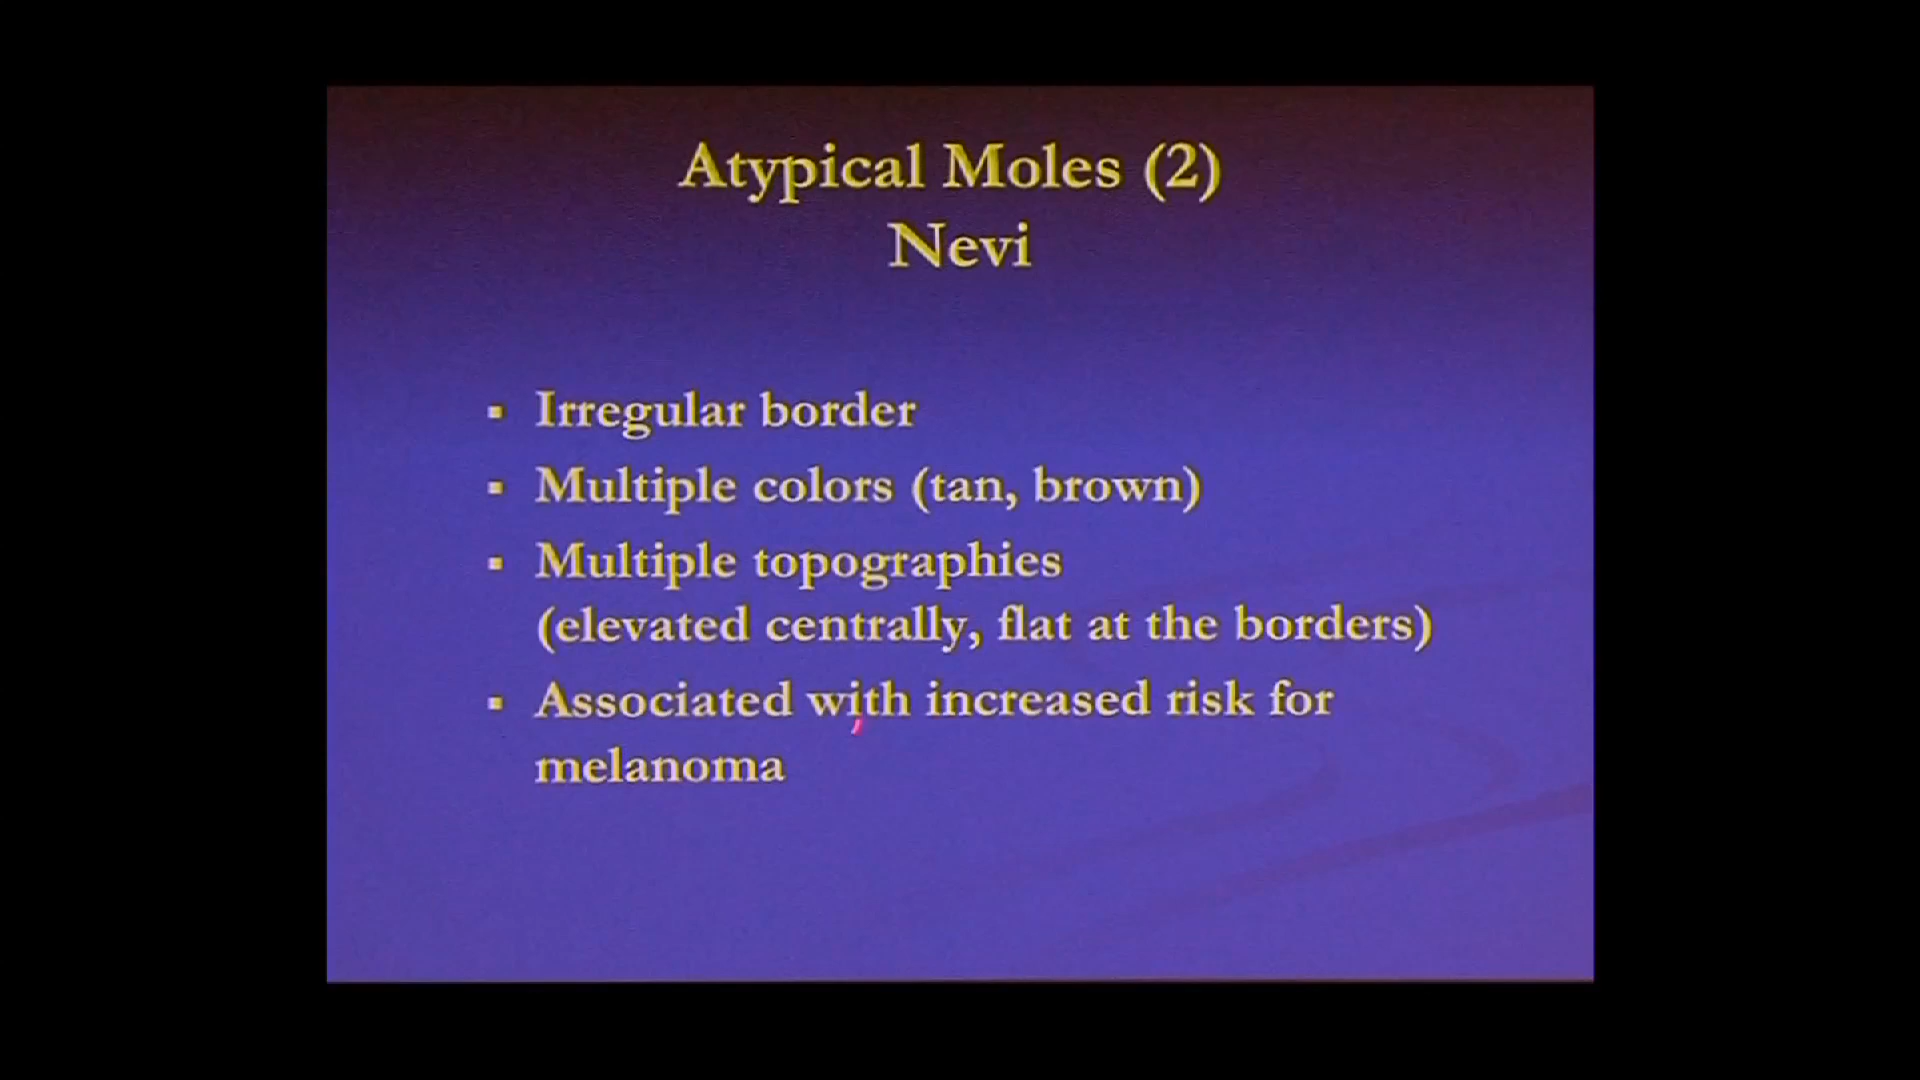 Atypical Moles (2)
Nevi
▪ Irregular border
▪ Multiple colors (tan, brown)
▪ Multiple topographies
(elevated centrally, flat at the borders)
▪ Associated with increased risk for
melanoma